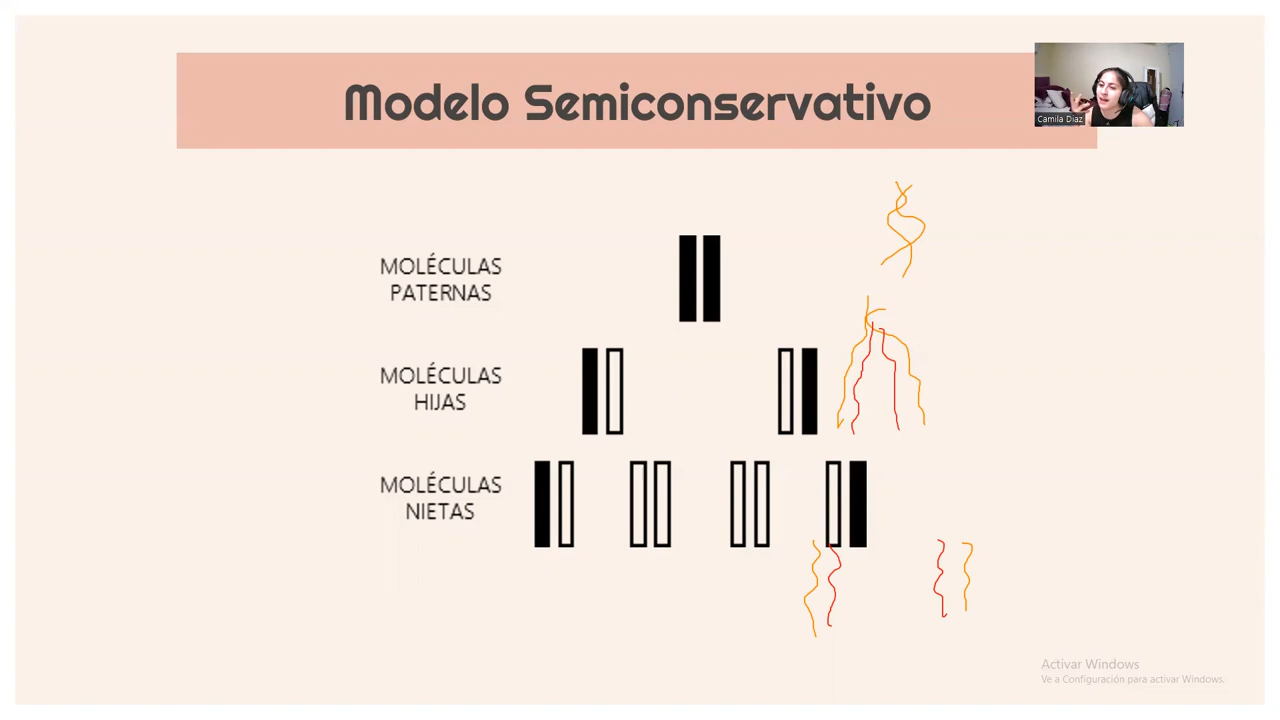 Modelo Semiconservativo
Camila Diaz
MOLÉCULAS
PATERNAS
MOLÉCULAS
HIJAS
MOLÉCULAS
NIETAS
Activar Windows
Ve a Configuración para activar Windows.